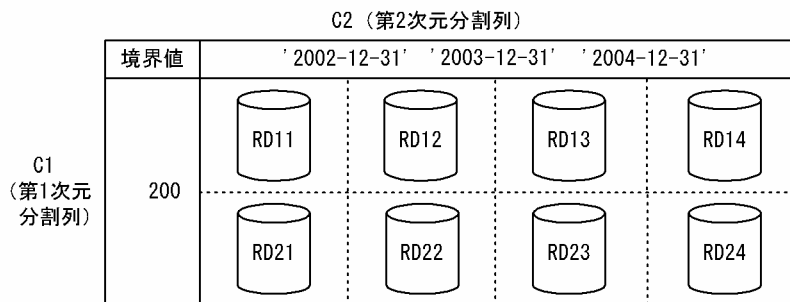 C2（第2次元分割列）
境界値 '2002-12-31' '2003-12-31' '2004-12-31'
RD11 RD12 RD13 RD14
C1
（第1次元
分割列）
200
RD21 RD22 RD23 RD24